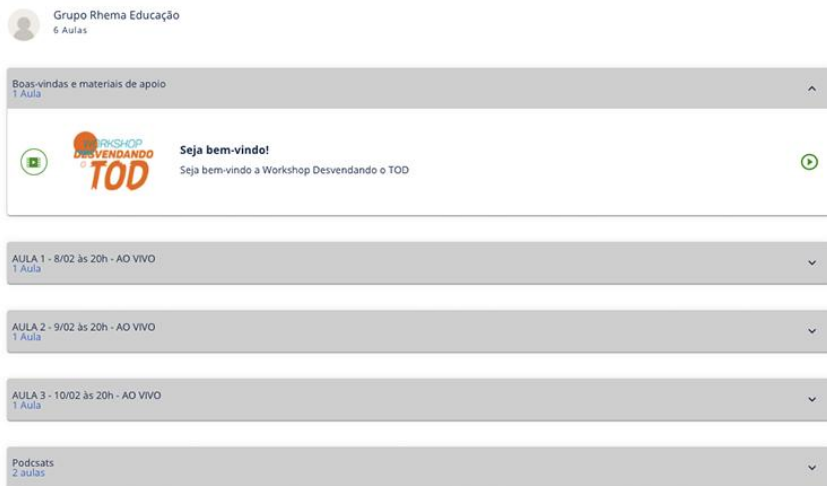 Grupo Rhema Educação
6 Aulas
Boas-vindas e materiais de apoio
1 Aula
WORKSHOP
DESVENDANDO
O TOD
Seja bem-vindo!
Seja bem-vindo a Workshop Desvendando o TOD
AULA 1 - 8/02 às 20h - AO VIVO
1 Aula
AULA 2 - 9/02 às 20h - AO VIVO
1 Aula
AULA 3 - 10/02 às 20h - AO VIVO
1 Aula
Podcsats
2 aulas